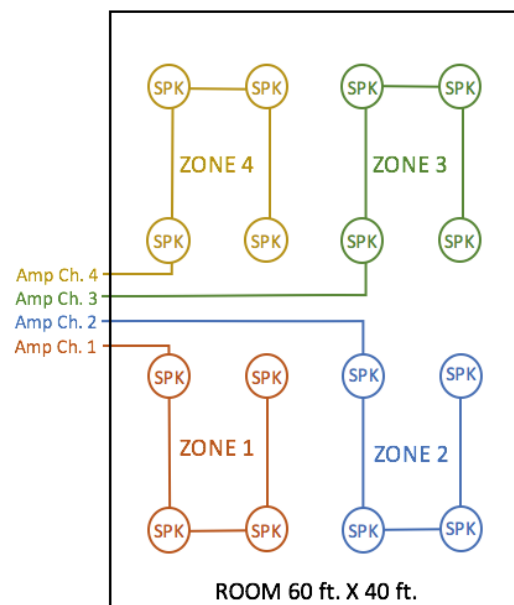 SPK SPK SPK SPK
ZONE 4 ZONE 3
SPK SPK SPK SPK
Amp Ch. 4
Amp Ch. 3
Amp Ch. 2
Amp Ch. 1
SPK SPK SPK SPK
ZONE 1 ZONE 2
SPK SPK SPK SPK
ROOM 60 ft. X 40 ft.